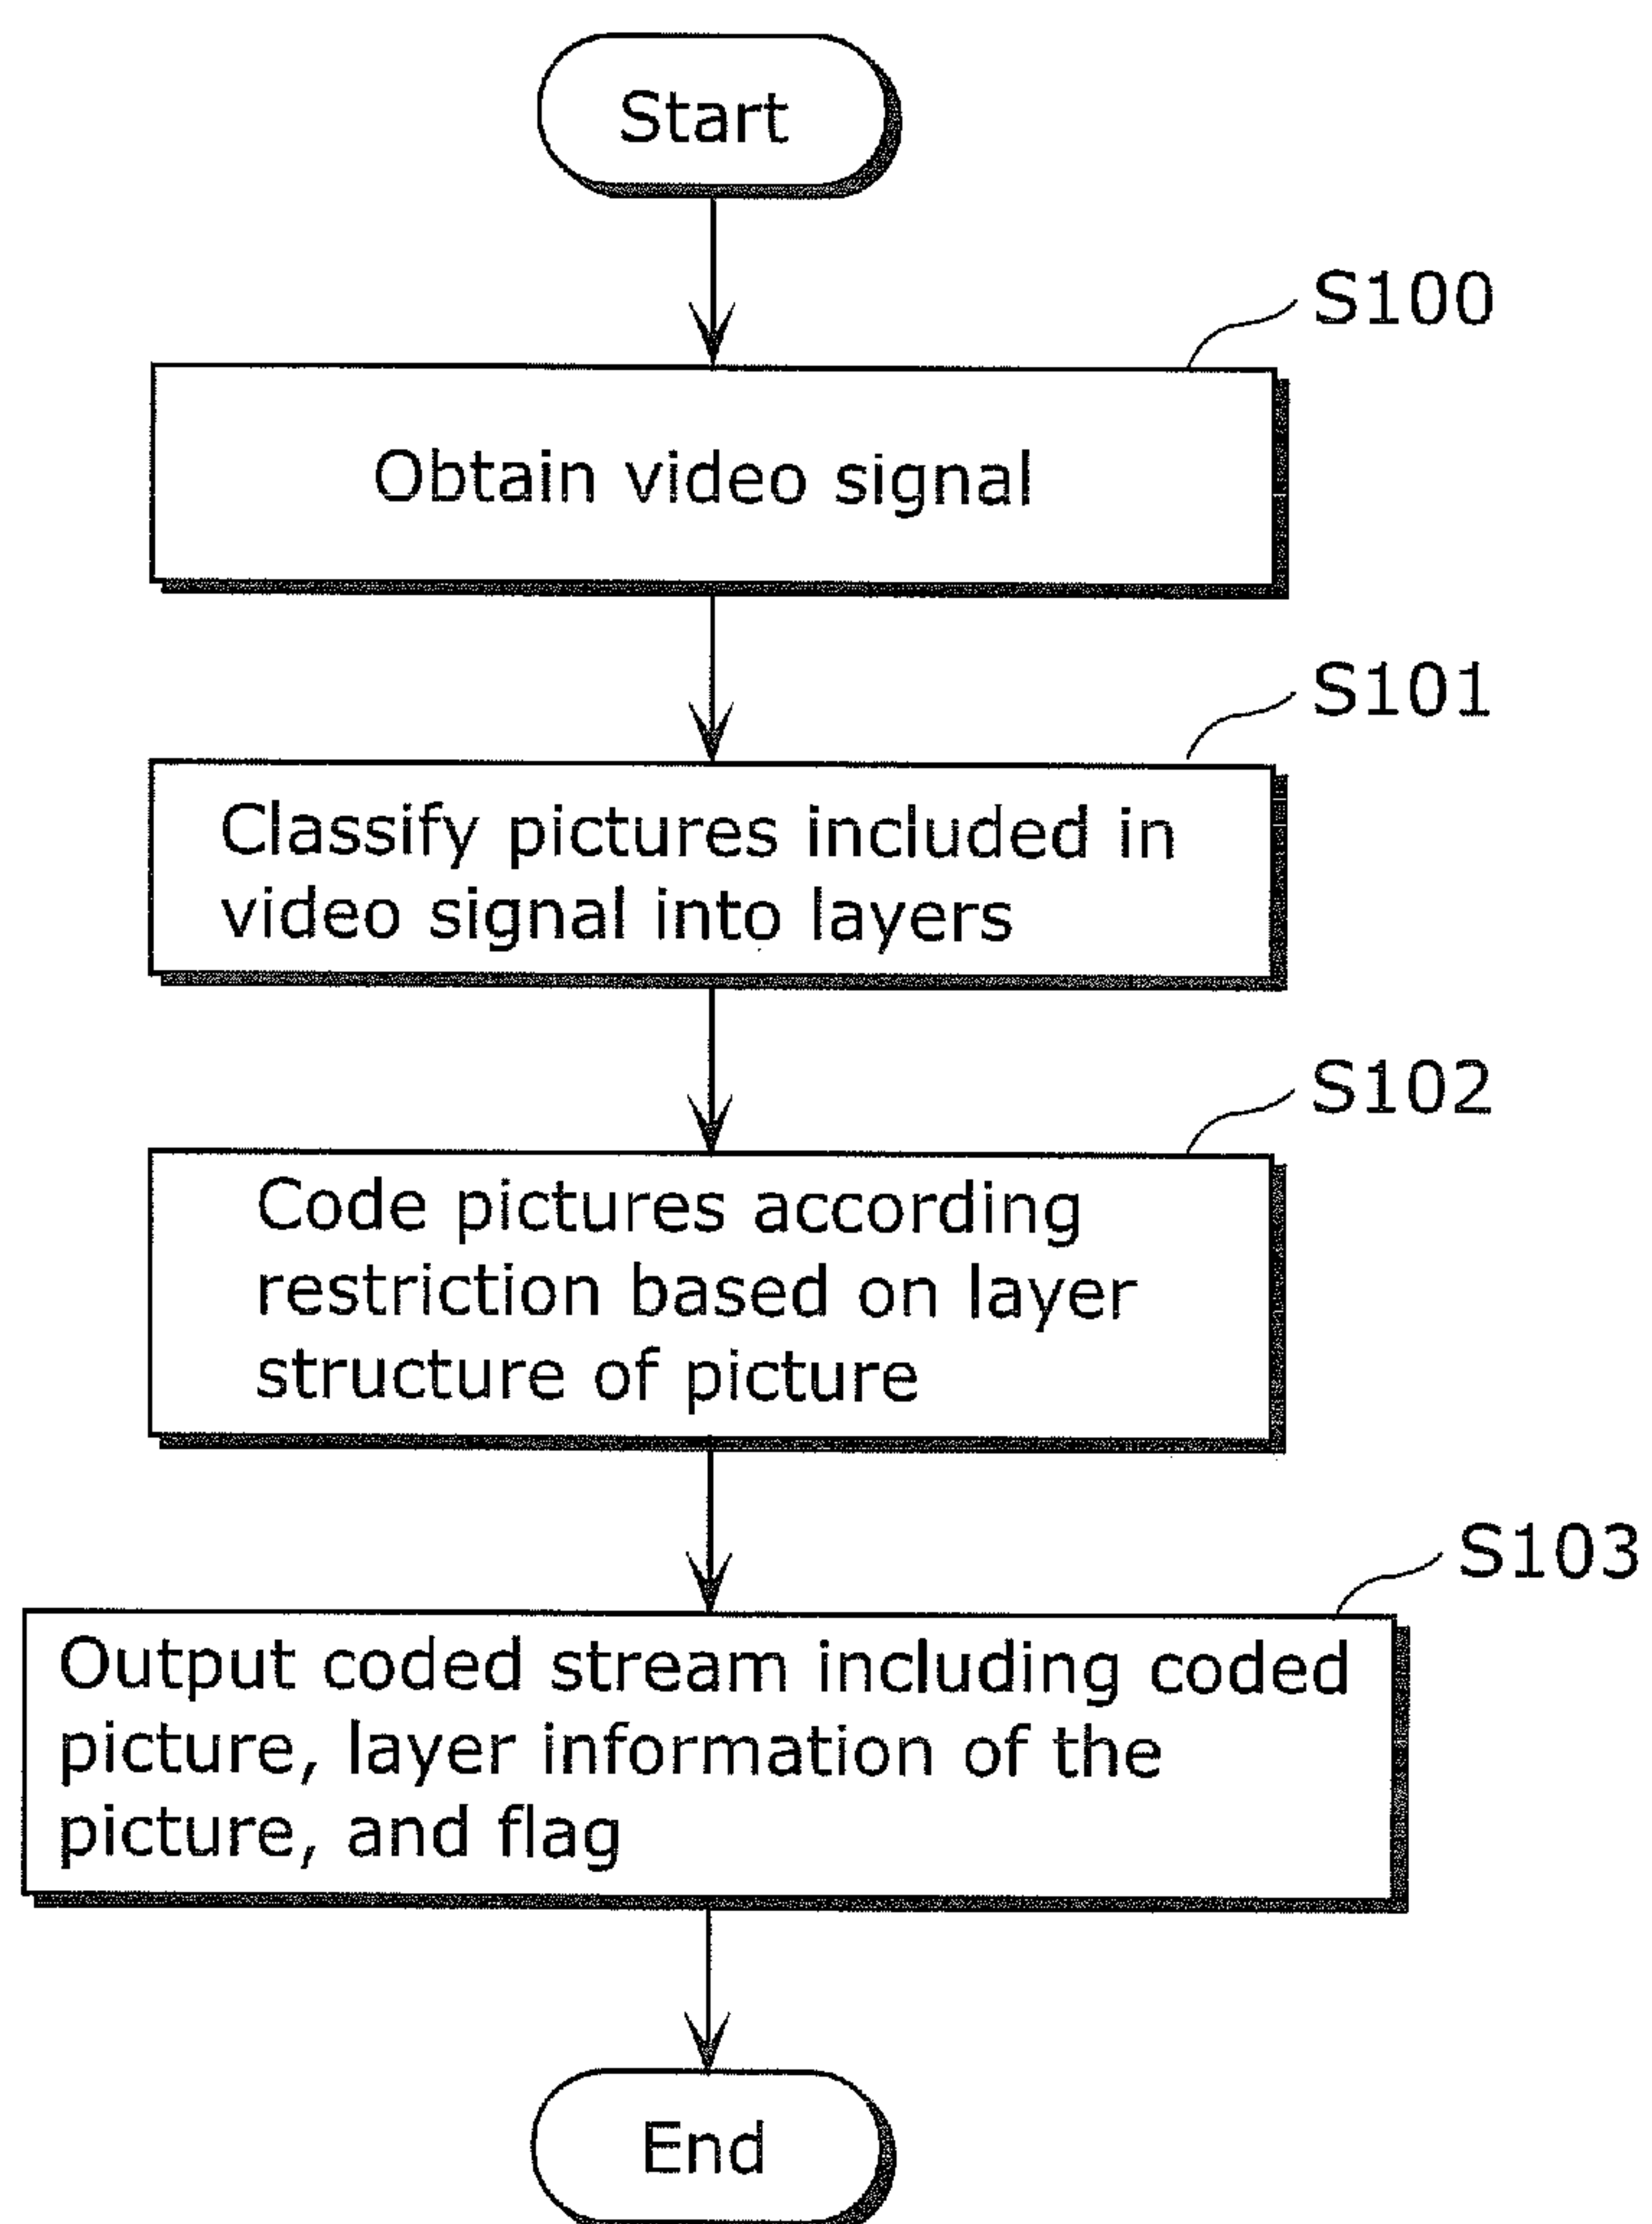 Start
S100
Obtain video signal
S101
Classify pictures included in
video signal into layers
S102
Code pictures according
restriction based on layer
structure of picture
S103
Output coded stream including coded
picture, layer information of the
picture, and flag
End